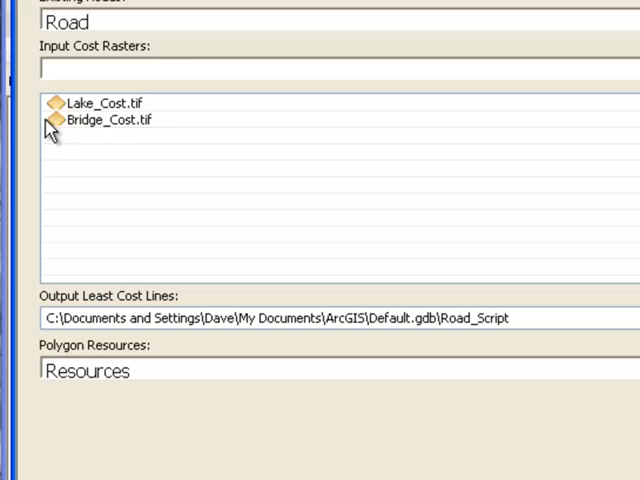 Road
Input Cost Rasters:
Lake_Cost.tif
Bridge_Cost.tif
Output Least Cost Lines:
C:\Documents and Settings\Dave\My Documents\ArcGIS\Default.gdb\Road_Script
Polygon Resources:
Resources